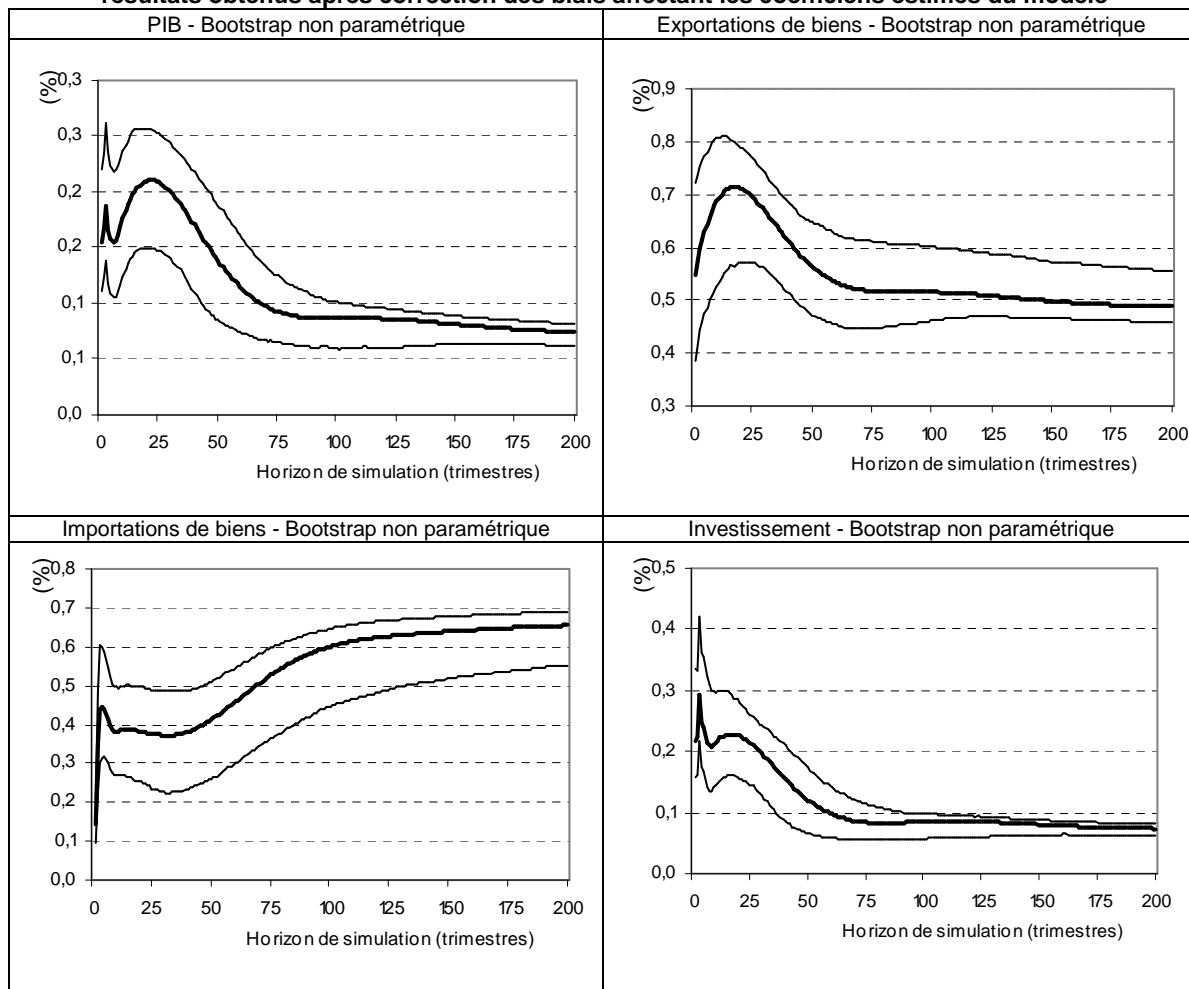 résultats obtenus après correction des biais affectant les coefficiens estimés du modèle
PIB - Bootstrap non paramétrique
Exportations de biens - Bootstrap non paramétrique
(%)
0,3
0,3
0,2
0,2
0,1
0,1
0,0
0 25 50 75 100 125 150 175 200
Horizon de simulation (trimestres)
(%)
0,9
0,8
0,7
0,6
0,5
0,4
0,3
0 25 50 75 100 125 150 175 200
Horizon de simulation (trimestres)
Importations de biens - Bootstrap non paramétrique
Investissement - Bootstrap non paramétrique
(%)
0,8
0,7
0,6
0,5
0,4
0,3
0,2
0,1
0,0
0 25 50 75 100 125 150 175 200
Horizon de simulation (trimestres)
(%)
0,5
0,4
0,3
0,2
0,1
0,0
0 25 50 75 100 125 150 175 200
Horizon de simulation (trimestres)